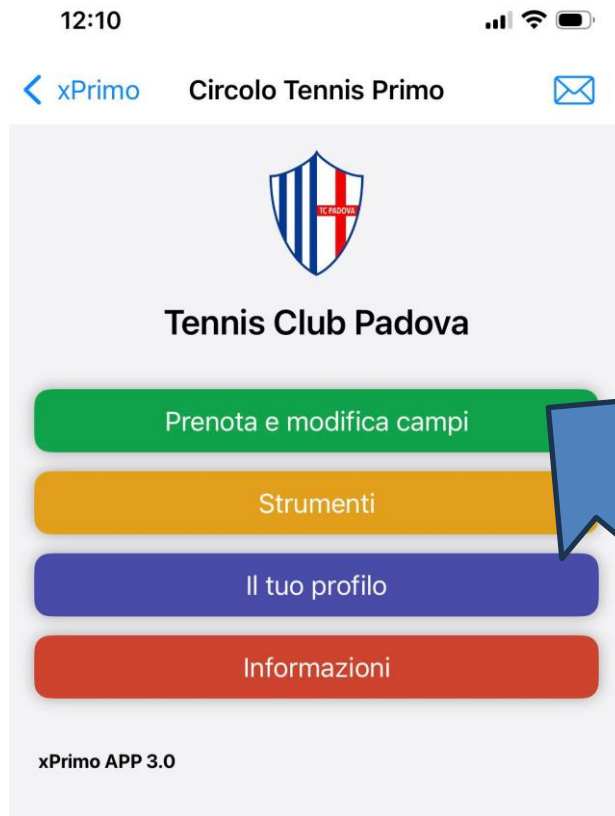 12:10
xPrimo Circolo Tennis Primo
TC PADOVA
Tennis Club Padova
Prenota e modifica campi
Strumenti
Il tuo profilo
Informazioni
xPrimo APP 3.0